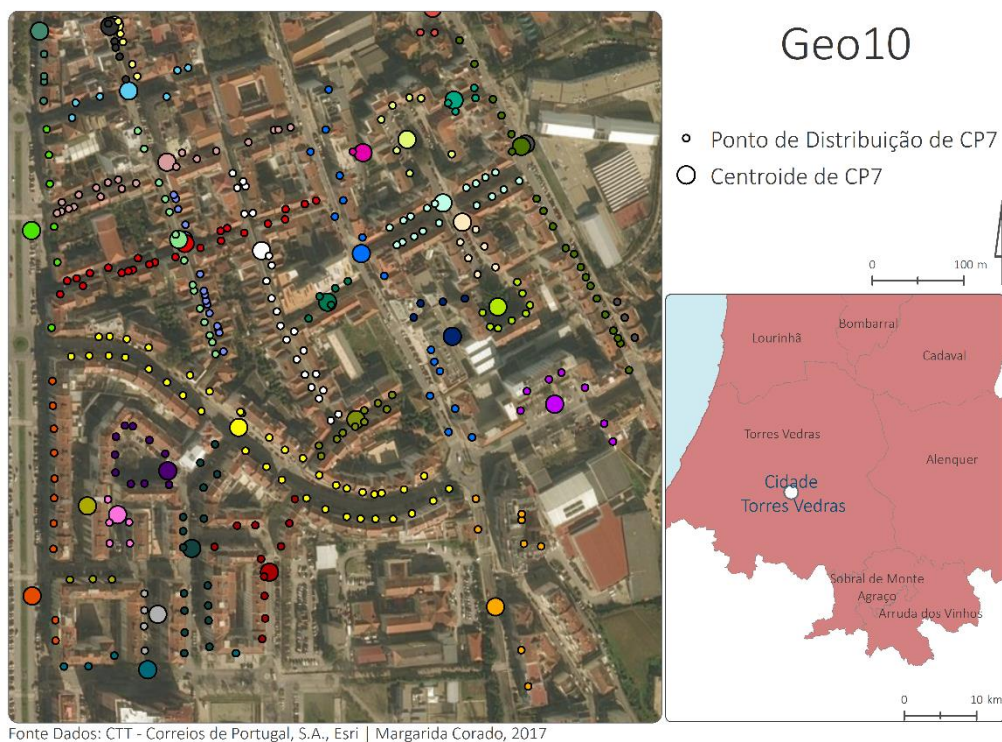 Geo10
Ponto de Distribuição de CP7
Centroide de CP7
0 100 m
Lourinhã
Bombarral
Cadaval
Torres Vedras
Alenquer
Cidade
Torres Vedras
Sobral de Monte
Agraço
Arruda dos Vinhos
0 10 km
Fonte Dados: CTT - Correios de Portugal, S.A., Esri | Margarida Corado, 2017